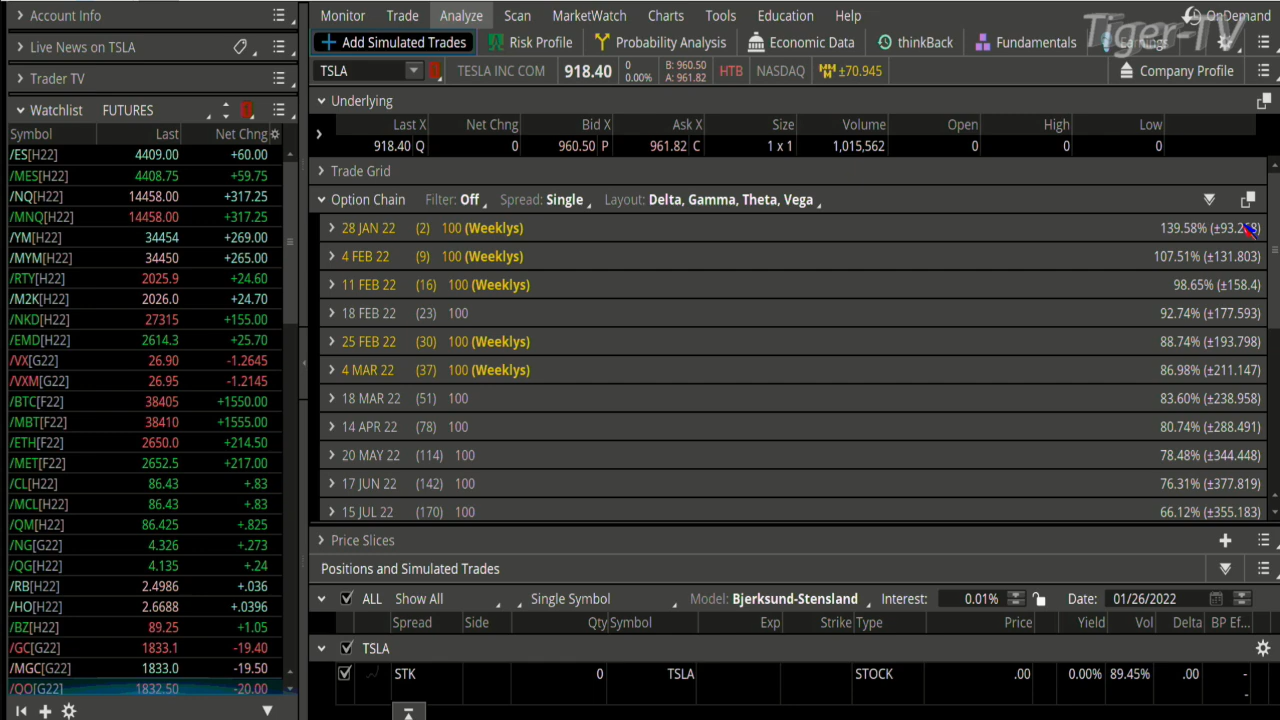 Account Info
Live News on TSLA
Trader TV
Watchlist FUTURES
Symbol Last Net Chng
/ES[H22] 4409.00 +60.00
/MES[H22] 4408.75 +59.75
/NQ[H22] 14458.00 +317.25
/MNQ[H22] 14458.00 +317.25
/YM[H22] 34454 +269.00
/MYM[H22] 34450 +265.00
/RTY[H22] 2025.9 +24.60
/M2K[H22] 2026.0 +24.70
/NKD[H22] 27315 +155.00
/EMD[H22] 2614.3 +25.70
/VX[G22] 26.90 -1.2645
/VXM[G22] 26.95 -1.2145
/BTC[F22] 38405 +1550.00
/MBT[F22] 38410 +1555.00
/ETH[F22] 2650.0 +214.50
/MET[F22] 2652.5 +217.00
/CL[H22] 86.43 +.83
/MCL[H22] 86.43 +.83
/QM[H22] 86.425 +.825
/NG[G22] 4.326 +.273
/QG[H22] 4.135 +.24
/RB[H22] 2.4986 +.036
/HO[H22] 2.6688 +.0396
/BZ[H22] 89.25 +1.05
/GC[G22] 1833.1 -19.40
/MGC[G22] 1833.0 -19.50
/QO[G22] 1832.50 -20.00
Monitor Trade Analyze Scan MarketWatch Charts Tools Education Help
OnDemand
Tiger-TV
Add Simulated Trades Risk Profile Probability Analysis Economic Data thinkBack Fundamentals Earnings
TSLA TESLA INC COM 918.40 0 0.00% B: 960.50 A: 961.82 HTB NASDAQ ±70.945 Company Profile
Underlying
Last X Net Chng Bid X Ask X Size Volume Open High Low
918.40 Q 0 960.50 P 961.82 C 1 x 1 1,015,562 0 0 0
Trade Grid
Option Chain Filter: Off Spread: Single Layout: Delta, Gamma, Theta, Vega
28 JAN 22 (2) 100 (Weeklys) 139.58%
4 FEB 22 (9) 100 (Weeklys) 107.51% (±131.803)
11 FEB 22 (16) 100 (Weeklys) 98.65% (±158.4)
18 FEB 22 (23) 100 92.74% (±177.593)
25 FEB 22 (30) 100 (Weeklys) 88.74% (±193.798)
4 MAR 22 (37) 100 (Weeklys) 86.98% (±211.147)
18 MAR 22 (51) 100 83.60% (±238.958)
14 APR 22 (78) 100 80.74% (±288.491)
20 MAY 22 (114) 100 78.48% (±344.448)
17 JUN 22 (142) 100 76.31% (±377.819)
15 JUL 22 (170) 100 66.12% (±355.183)
Price Slices
Positions and Simulated Trades
ALL Show All Single Symbol Model: Bjerksund-Stensland Interest: 0.01% Date: 01/26/2022
Spread Side Qty Symbol Exp Strike Type Price Yield Vol Delta BP Ef...
TSLA
STK 0 TSLA STOCK .00 0.00% 89.45% .00 -
-